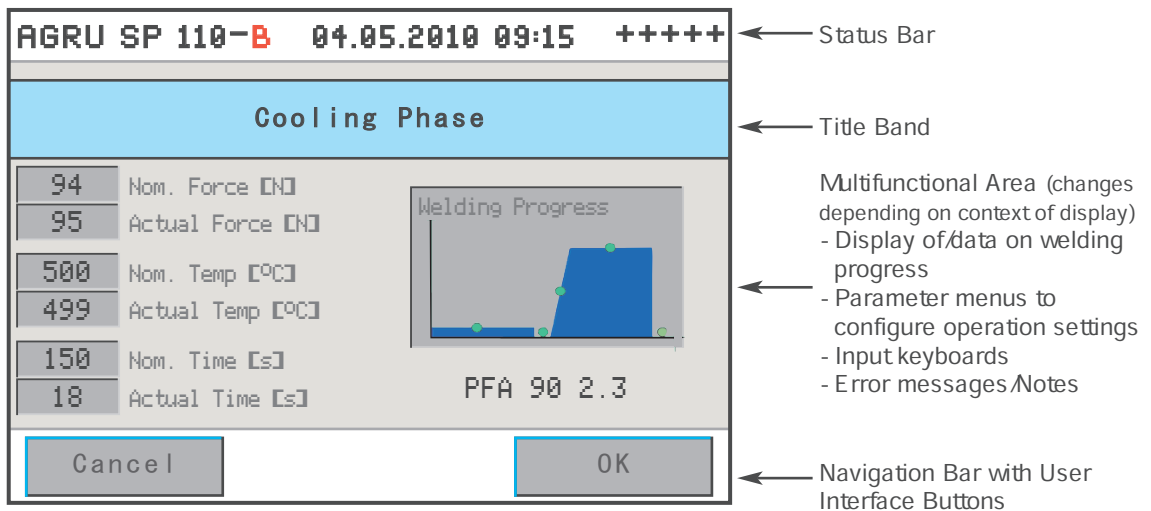 AGRU SP 110-B 04.05.2010 09:15 +++++
Status Bar
Cooling Phase
Title Band
94 Nom. Force [N]
95 Actual Force [N]
500 Nom. Temp [ºC]
499 Actual Temp [ºC]
150 Nom. Time [s]
18 Actual Time [s]
Welding Progress
PFA 90 2.3
Multifunctional Area (changes
depending on context of display)
- Display of/data on welding
progress
- Parameter menus to
configure operation settings
- Input keyboards
- Error messages/Notes
Cancel
OK
Navigation Bar with User
Interface Buttons